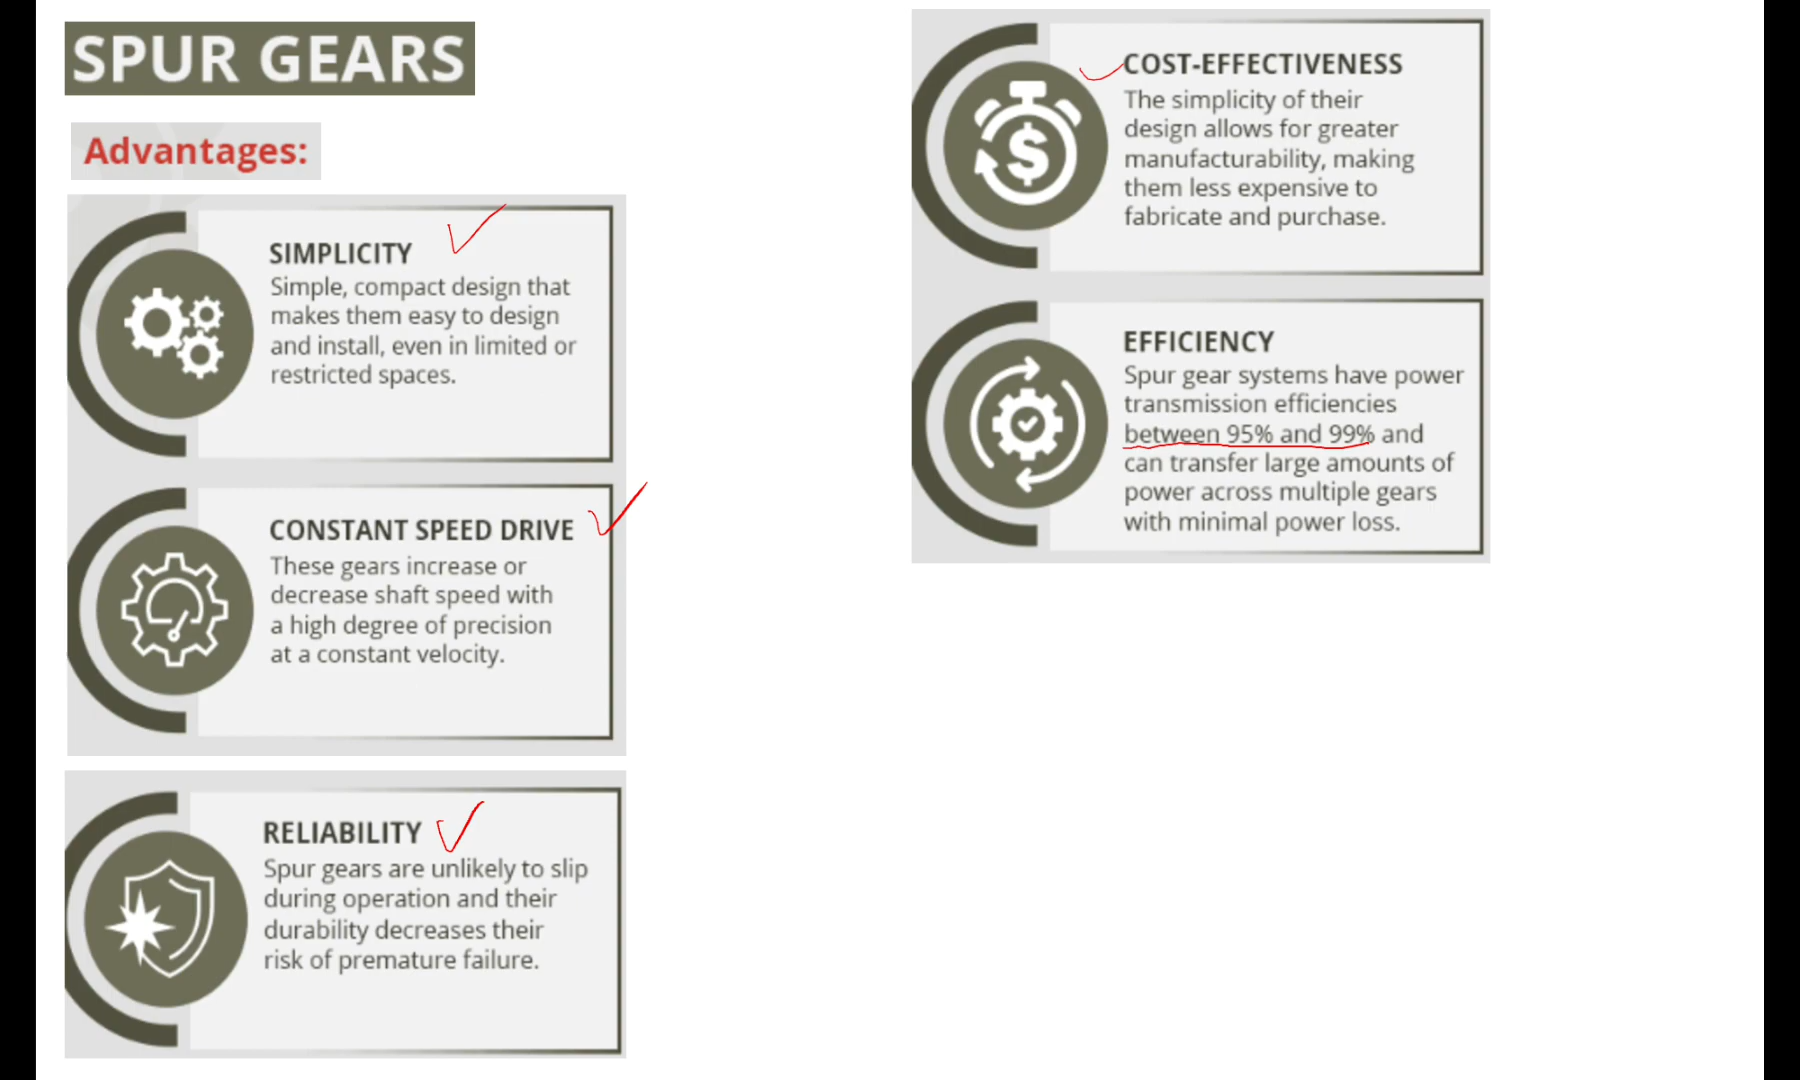 SPUR GEARS
Advantages:
SIMPLICITY
Simple, compact design that
makes them easy to design
and install, even in limited or
restricted spaces.
CONSTANT SPEED DRIVE
These gears increase or
decrease shaft speed with
a high degree of precision
at a constant velocity.
RELIABILITY
Spur gears are unlikely to slip
during operation and their
durability decreases their
risk of premature failure.
COST-EFFECTIVENESS
The simplicity of their
design allows for greater
manufacturability, making
them less expensive to
fabricate and purchase.
$
EFFICIENCY
Spur gear systems have power
transmission efficiencies
between 95% and 99% and
can transfer large amounts of
power across multiple gears
with minimal power loss.